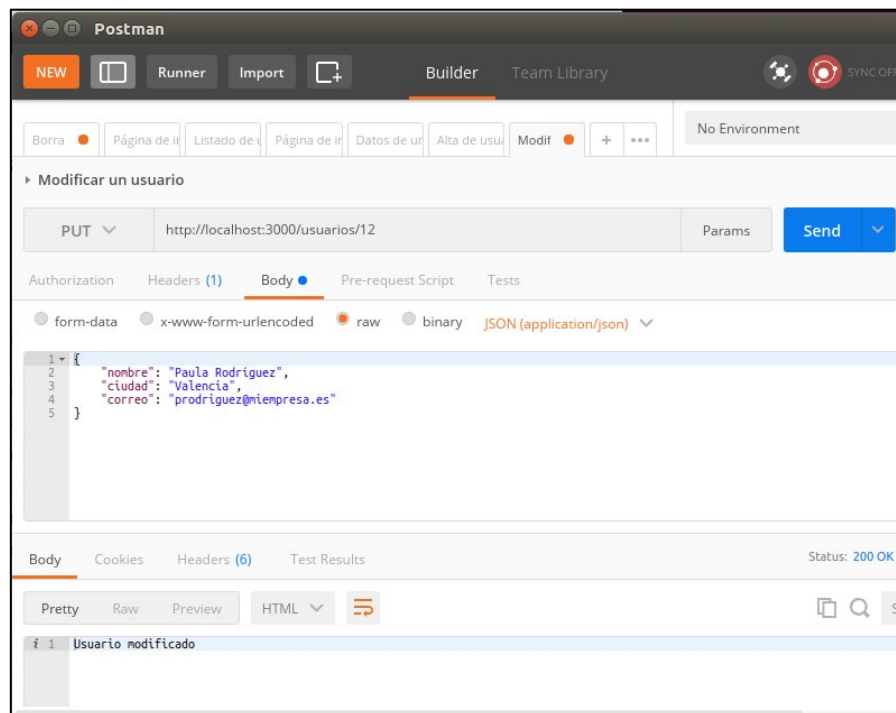 Postman
NEW Runner Import Builder Team Library SYNC OFF
Borra Página de in Listado de u Página de in Datos de un Alta de usua Modif + ••• No Environment
Modificar un usuario
PUT http://localhost:3000/usuarios/12 Params Send
Authorization Headers (1) Body Pre-request Script Tests
form-data x-www-form-urlencoded raw binary JSON (application/json)
1 {
2 "nombre": "Paula Rodríguez",
3 "ciudad": "Valencia",
4 "correo": "prodriguez@miempresa.es"
5 }
Body Cookies Headers (6) Test Results Status: 200 OK
Pretty Raw Preview HTML S
i 1 Usuario modificado